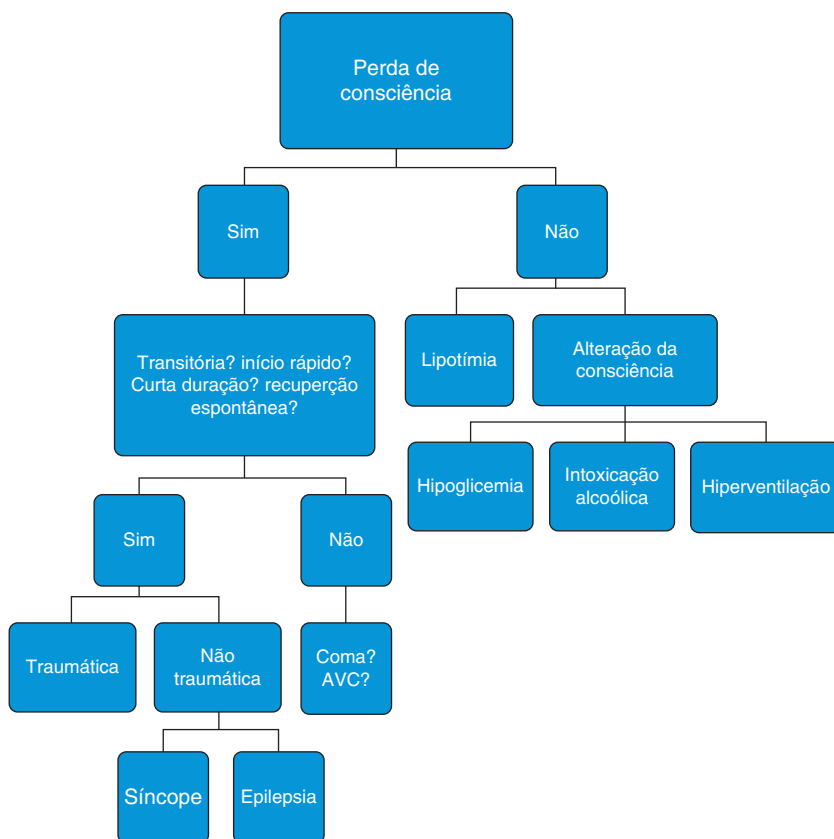 Perda de
consciência
Sim
Não
Transitória? início rápido?
Curta duração? recuperção
espontânea?
Lipotímia
Alteração da
consciência
Hipoglicemia
Intoxicação
alcoólica
Hiperventilação
Sim
Não
Traumática
Não
traumática
Coma?
AVC?
Síncope
Epilepsia